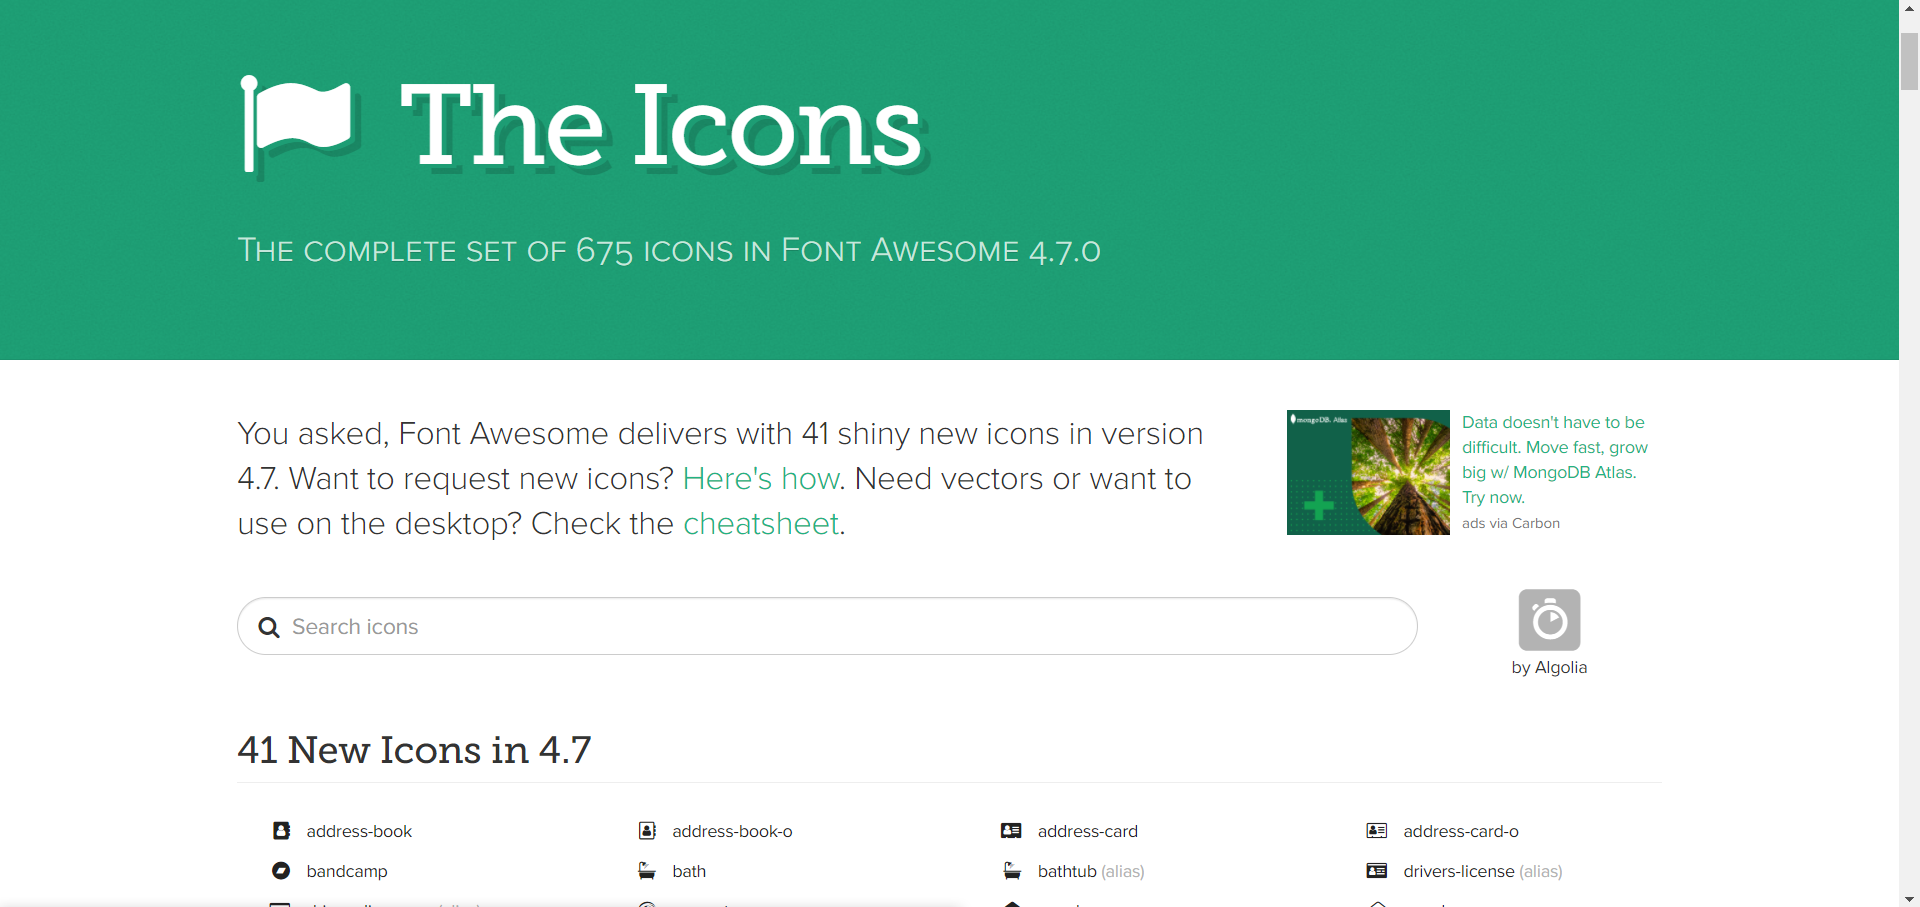 The Icons
The complete set of 675 icons in Font Awesome 4.7.0
You asked, Font Awesome delivers with 41 shiny new icons in version
4.7. Want to request new icons? Here's how. Need vectors or want to
use on the desktop? Check the cheatsheet.
mongoDB. Atlas
Data doesn't have to be
difficult. Move fast, grow
big w/ MongoDB Atlas.
Try now.
ads via Carbon
Search icons
by Algolia
41 New Icons in 4.7
address-book
address-book-o
address-card
address-card-o
bandcamp
bath
bathtub (alias)
drivers-license (alias)